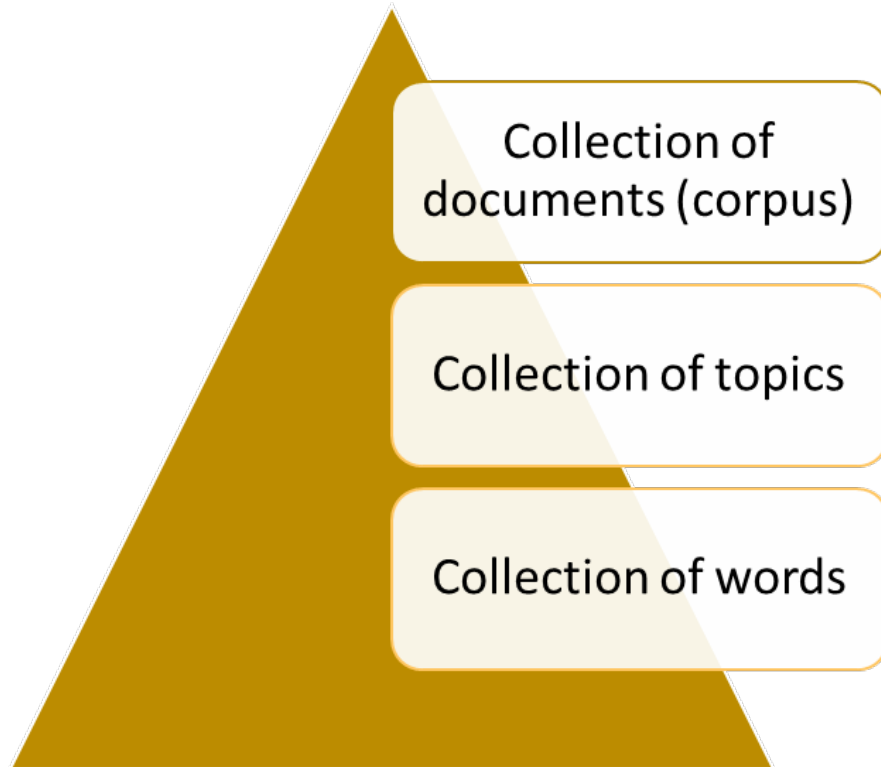 Collection of
documents (corpus)
Collection of topics
Collection of words